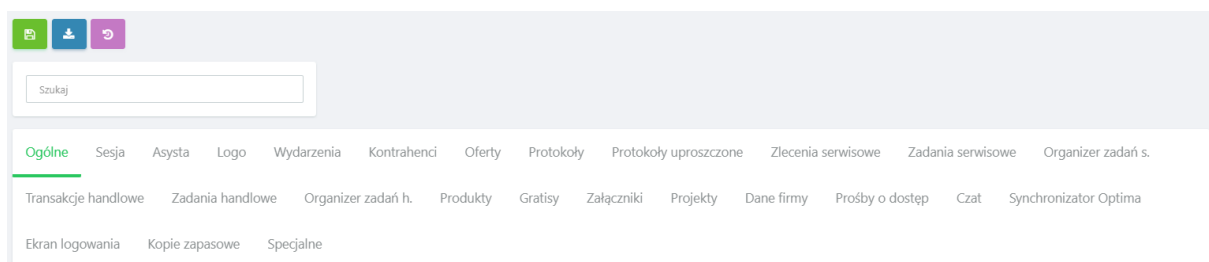 Szukaj
Ogólne Sesja Asysta Logo Wydarzenia Kontrahenci Oferty Protokoły Protokoły uproszczone Zlecenia serwisowe Zadania serwisowe Organizer zadań s.
Transakcje handlowe Zadania handlowe Organizer zadań h. Produkty Gratisy Załączniki Projekty Dane firmy Prośby o dostęp Czat Synchronizator Optima
Ekran logowania Kopie zapasowe Specjalne